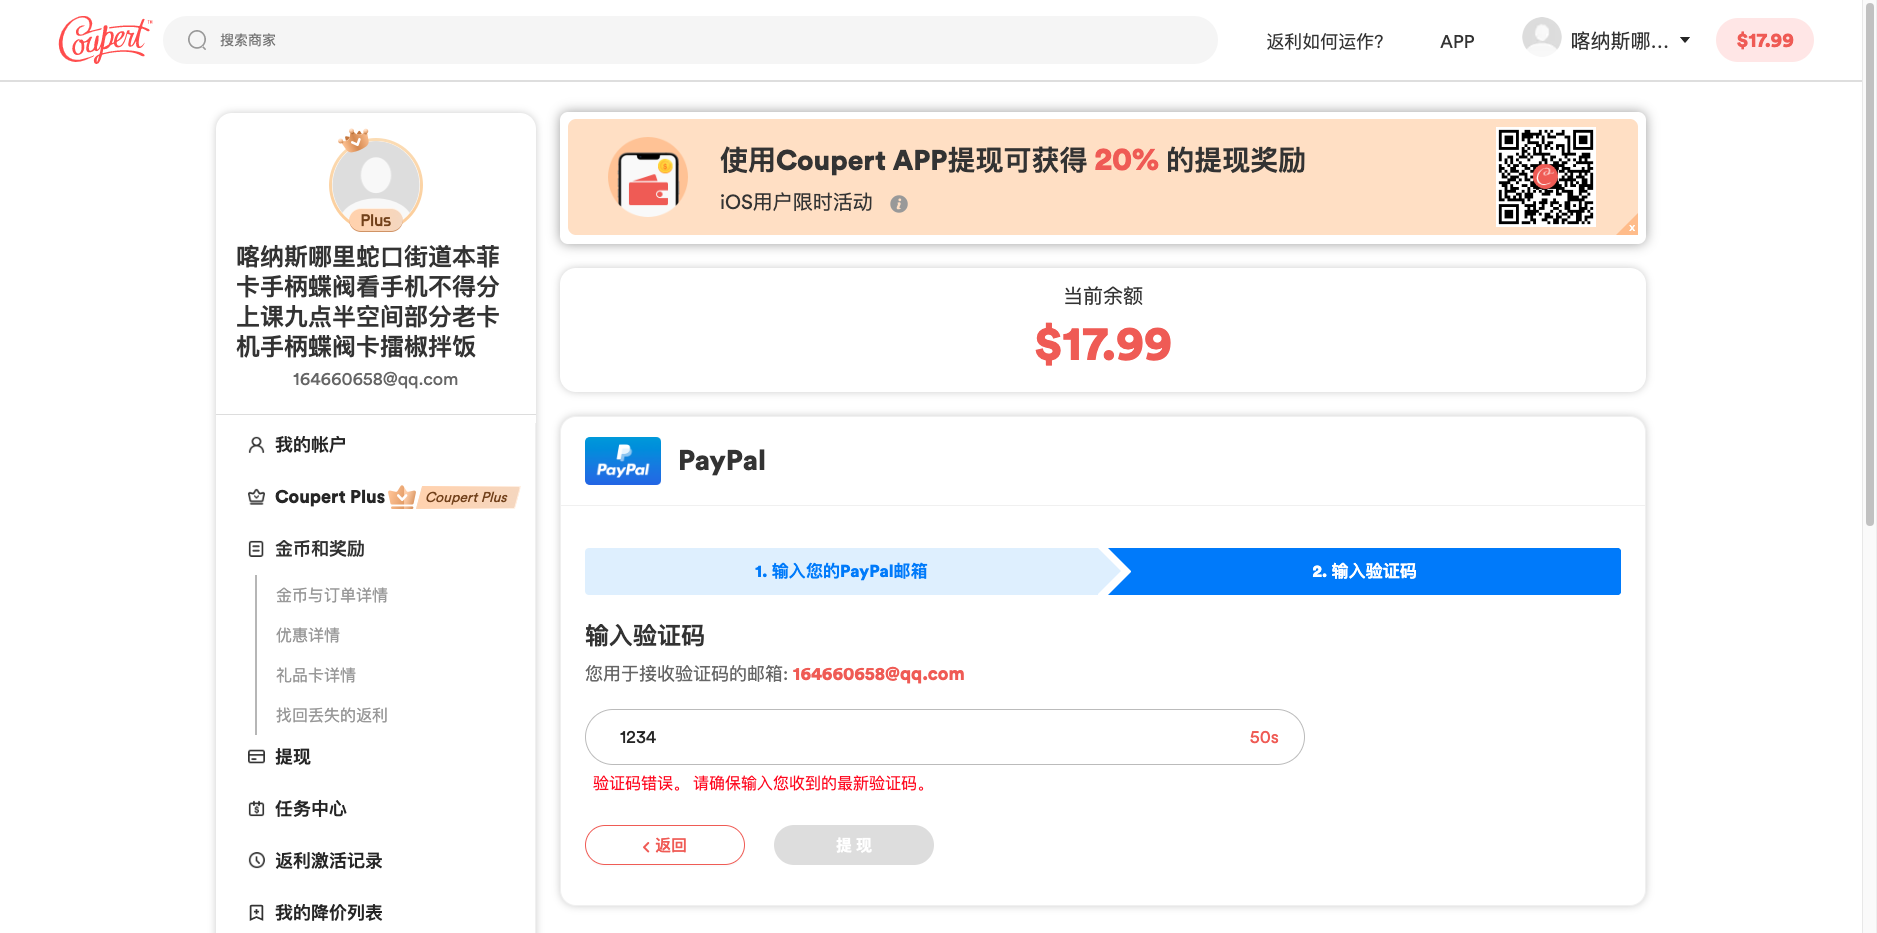 Coupert™
搜索商家
返利如何运作?
APP
喀纳斯哪...
$17.99
Plus
喀纳斯哪里蛇口街道本菲
卡手柄蝶阀看手机不得分
上课九点半空间部分老卡
机手柄蝶阀卡擂椒拌饭
164660658@qq.com
我的帐户
Coupert Plus
Coupert Plus
金币和奖励
金币与订单详情
优惠详情
礼品卡详情
找回丢失的返利
提现
任务中心
返利激活记录
我的降价列表
使用Coupert APP提现可获得 20% 的提现奖励
iOS用户限时活动
i
x
当前余额
$17.99
PayPal
PayPal
1. 输入您的PayPal邮箱
2. 输入验证码
输入验证码
您用于接收验证码的邮箱: 164660658@qq.com
1234
50s
验证码错误。 请确保输入您收到的最新验证码。
‹ 返回
提 现